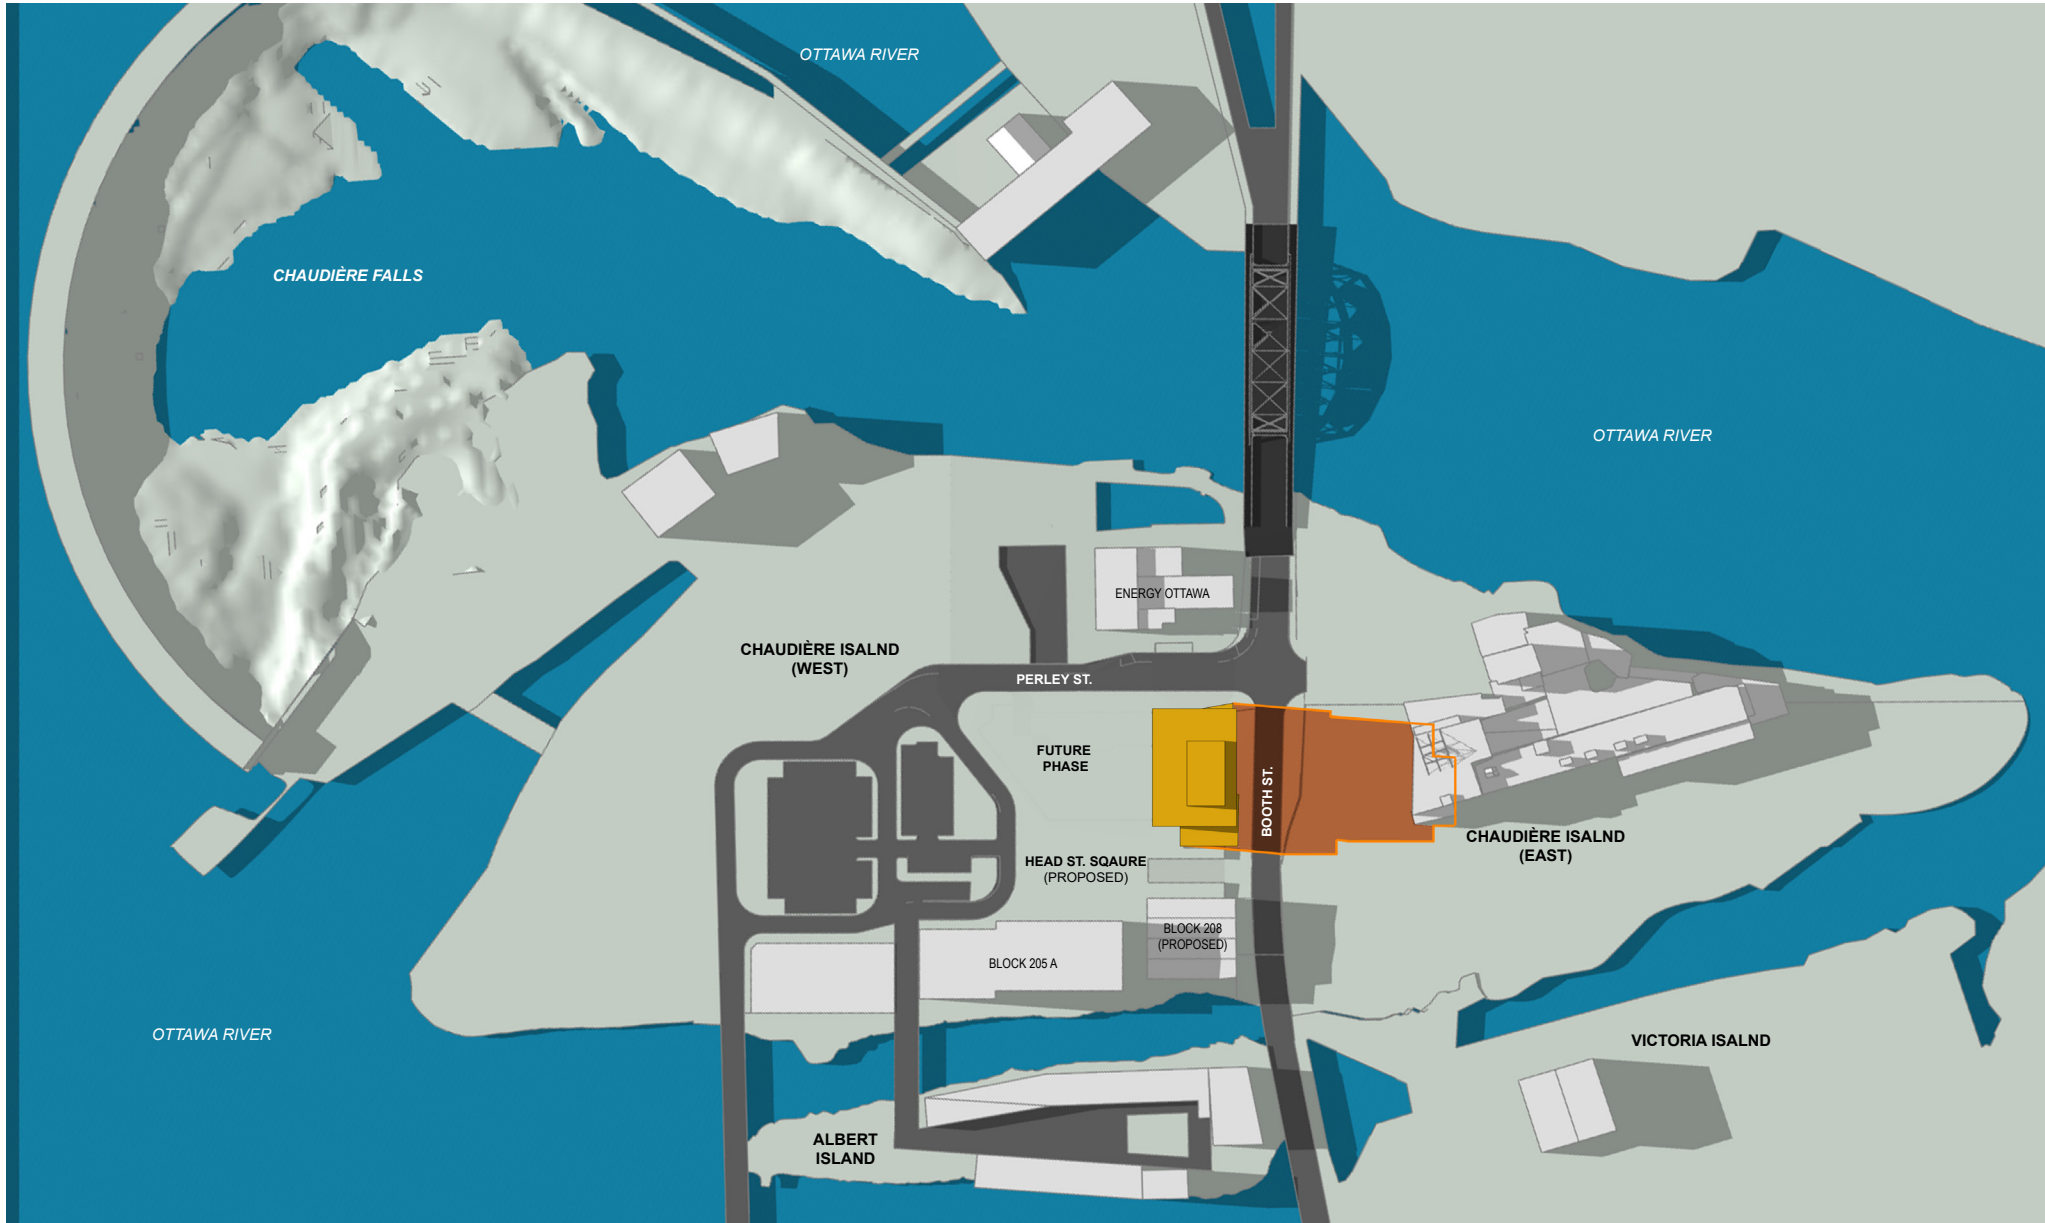 OTTAWA RIVER
CHAUDIÈRE FALLS
OTTAWA RIVER
ENERGY OTTAWA
CHAUDIÈRE ISALND
(WEST)
PERLEY ST.
FUTURE
PHASE
BOOTH ST.
CHAUDIÈRE ISALND
(EAST)
HEAD ST. SQAURE
(PROPOSED)
BLOCK 208
(PROPOSED)
BLOCK 205 A
OTTAWA RIVER
VICTORIA ISALND
ALBERT
ISLAND